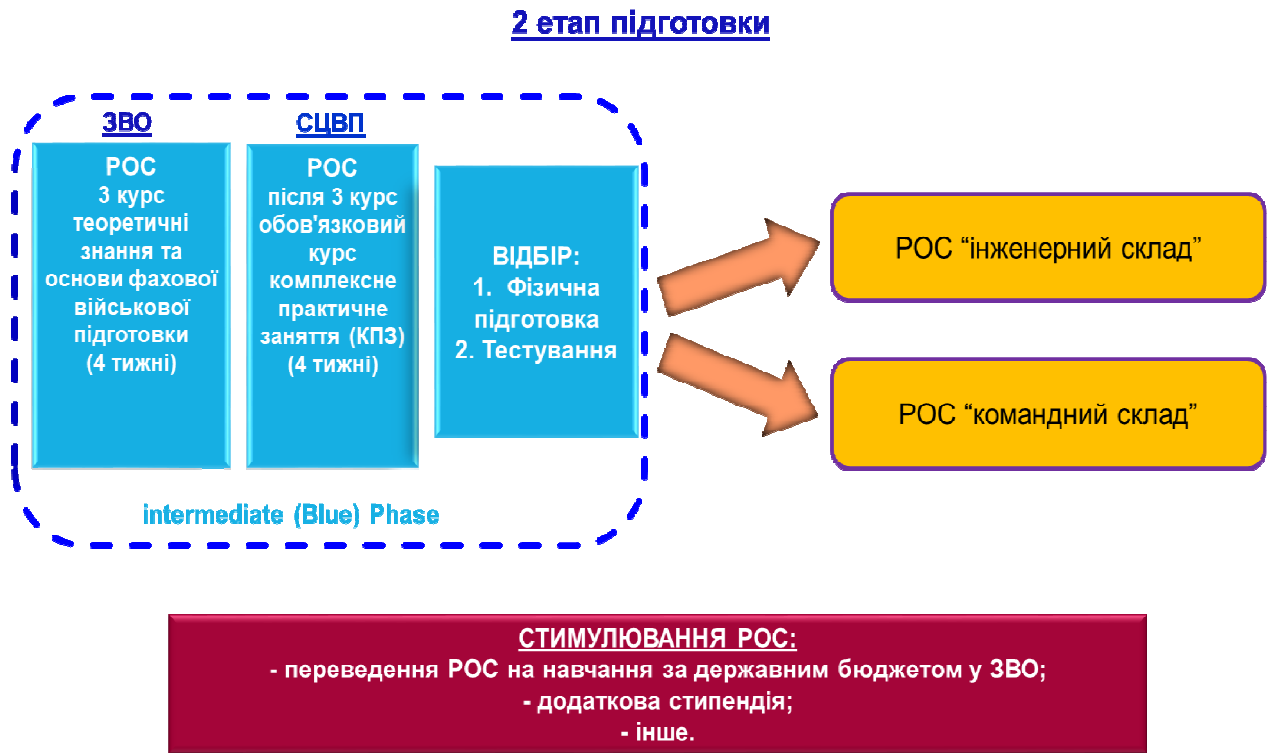 2 етап підготовки
ЗВО
РОС
3 курс
теоретичні
знання та
основи фахової
військової
підготовки
(4 тижні)
СЦВП
РОС
після 3 курс
обов'язковий
курс
комплексне
практичне
заняття (КПЗ)
(4 тижні)
ВІДБІР:
1. Фізична
підготовка
2. Тестування
intermediate (Blue) Phase
РОС “інженерний склад”
РОС “командний склад”
СТИМУЛЮВАННЯ РОС:
- переведення РОС на навчання за державним бюджетом у ЗВО;
- додаткова стипендія;
- інше.